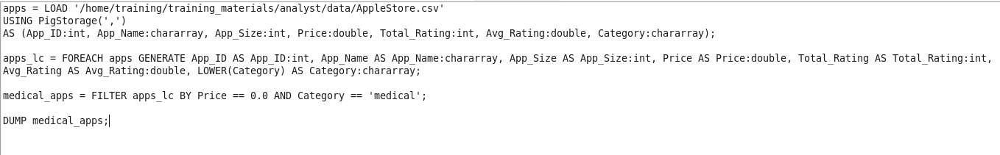 apps = LOAD '/home/training/training_materials/analyst/data/AppleStore.csv'
USING PigStorage(',')
AS (App_ID:int, App_Name:chararray, App_Size:int, Price:double, Total_Rating:int, Avg_Rating:double, Category:chararray);
apps_lc = FOREACH apps GENERATE App_ID AS App_ID:int, App_Name AS App_Name:chararray, App_Size AS App_Size:int, Price AS Price:double, Total_Rating AS Total_Rating:int,
Avg_Rating AS Avg_Rating:double, LOWER(Category) AS Category:chararray;
medical_apps = FILTER apps_lc BY Price == 0.0 AND Category == 'medical';
DUMP medical_apps;